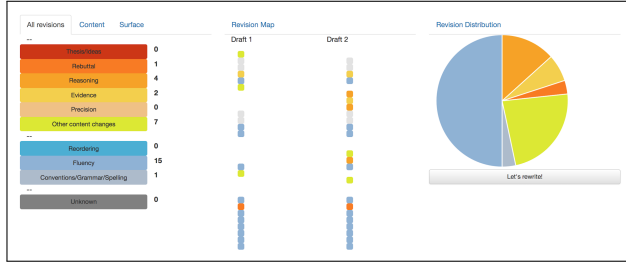 All revisions Content Surface
--
Thesis/Ideas 0
Rebuttal 1
Reasoning 4
Evidence 2
Precision 0
Other content changes 7
--
Reordering 0
Fluency 15
Conventions/Grammar/Spelling 1
--
Unknown 0
Revision Map
Draft 1 Draft 2
Revision Distribution
Let's rewrite!